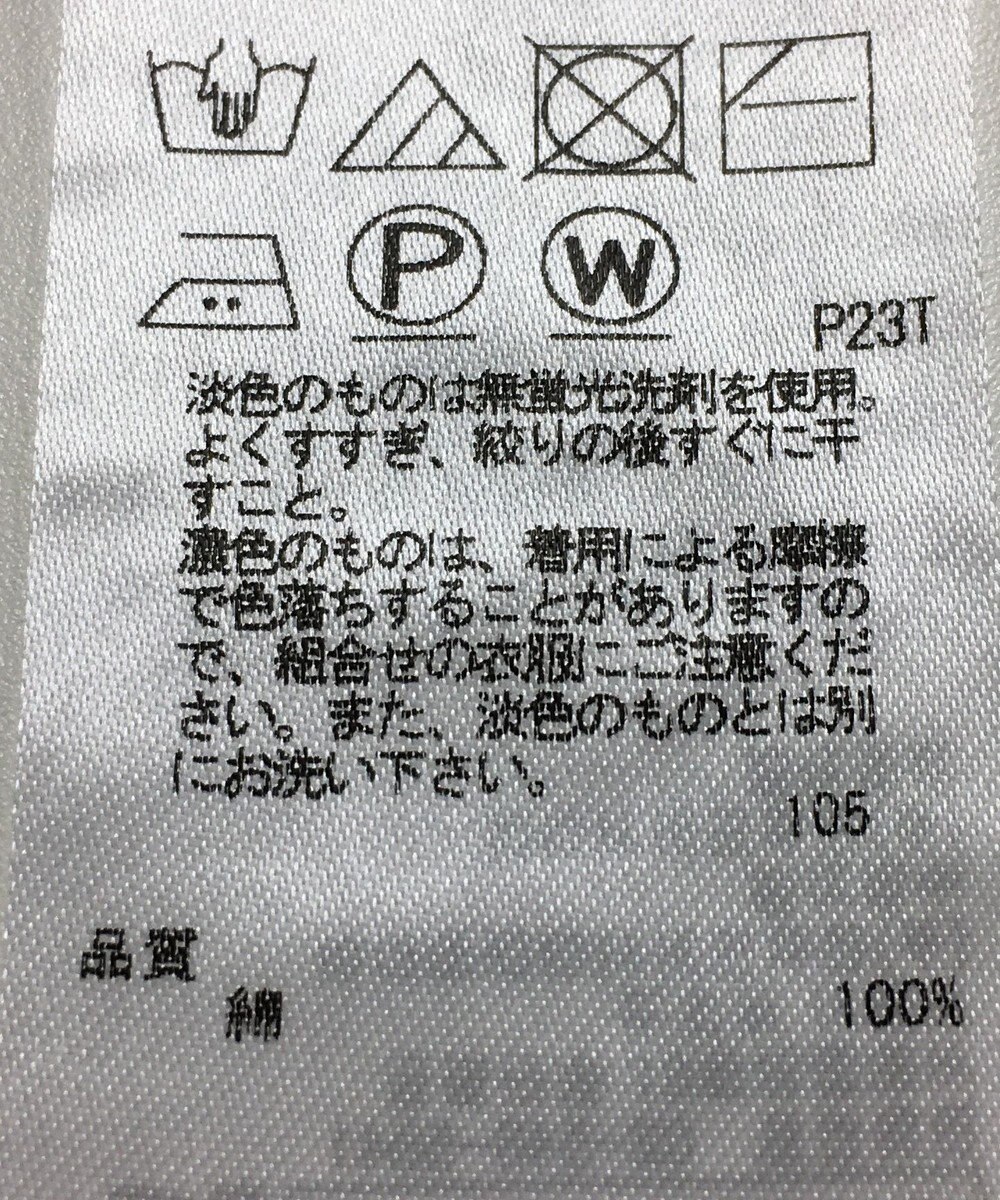 P
W
P23T
淡色のものは無蛍光洗剤を使用。
よくすすぎ、絞りの後すぐに干
すこと。
濃色のものは、着用による摩擦
で色落ちすることがありますの
で、組合せの衣服にご注意くだ
さい。また、淡色のものとは別
にお洗い下さい。
105
品質
綿 100%